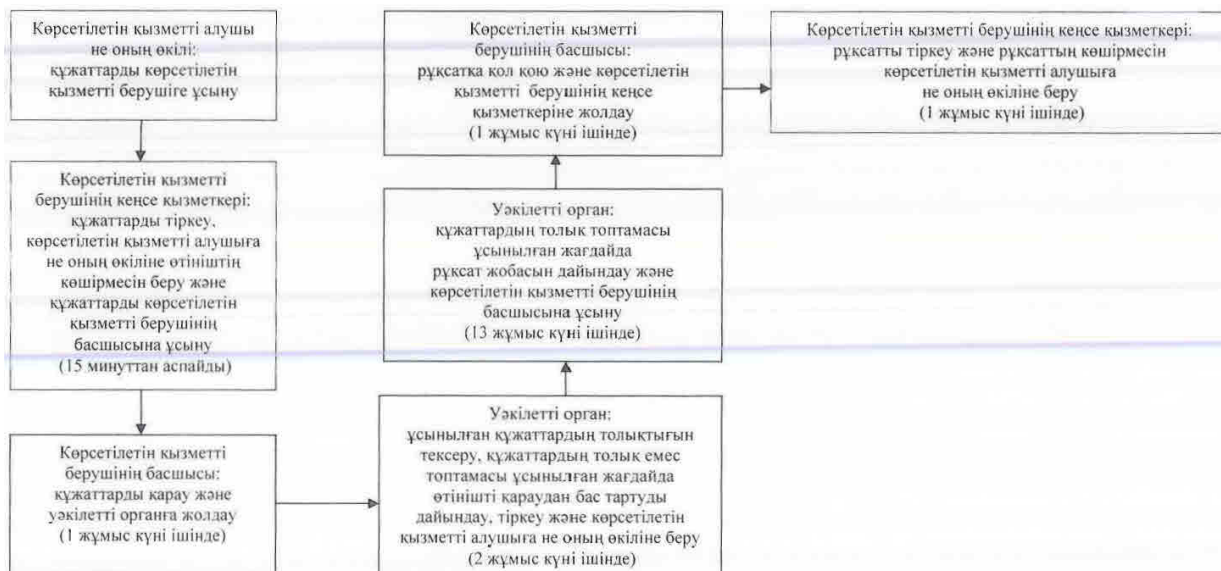 Көрсетілетін қызметті алушы
не оның өкілі:
құжаттарды көрсетілетін
қызметті берушіге ұсыну
Көрсетілетін қызметті
берушінің кеңсе қызметкері:
құжаттарды тіркеу,
көрсетілетін қызметті алушыға
не оның өкіліне өтініштің
көшірмесін беру және
құжаттарды көрсетілетін
қызметті берушінің
басшысына ұсыну
(15 минуттан аспайды)
Көрсетілетін қызметті
берушінің басшысы:
құжаттарды қарау және
уәкілетті органға жолдау
(1 жұмыс күні ішінде)
Уәкілетті орган:
ұсынылған құжаттардың толықтығын
тексеру, құжаттардың толық емес
топтамасы ұсынылған жағдайда
өтінішті қараудан бас тартуды
дайындау, тіркеу және көрсетілетін
қызметті алушыға не оның өкіліне беру
(2 жұмыс күні ішінде)
Уәкілетті орган:
құжаттардың толық топтамасы
ұсынылған жағдайда
рұқсат жобасын дайындау және
көрсетілетін қызметті берушінің
басшысына ұсыну
(13 жұмыс күні ішінде)
Көрсетілетін қызметті
берушінің басшысы:
рұқсатқа қол қою және көрсетілетін
қызметті берушінің кеңсе
қызметкеріне жолдау
(1 жұмыс күні ішінде)
Көрсетілетін қызметті берушінің кеңсе қызметкері:
рұқсатты тіркеу және рұқсаттың көшірмесін
көрсетілетін қызметті алушыға
не оның өкіліне беру
(1 жұмыс күні ішінде)